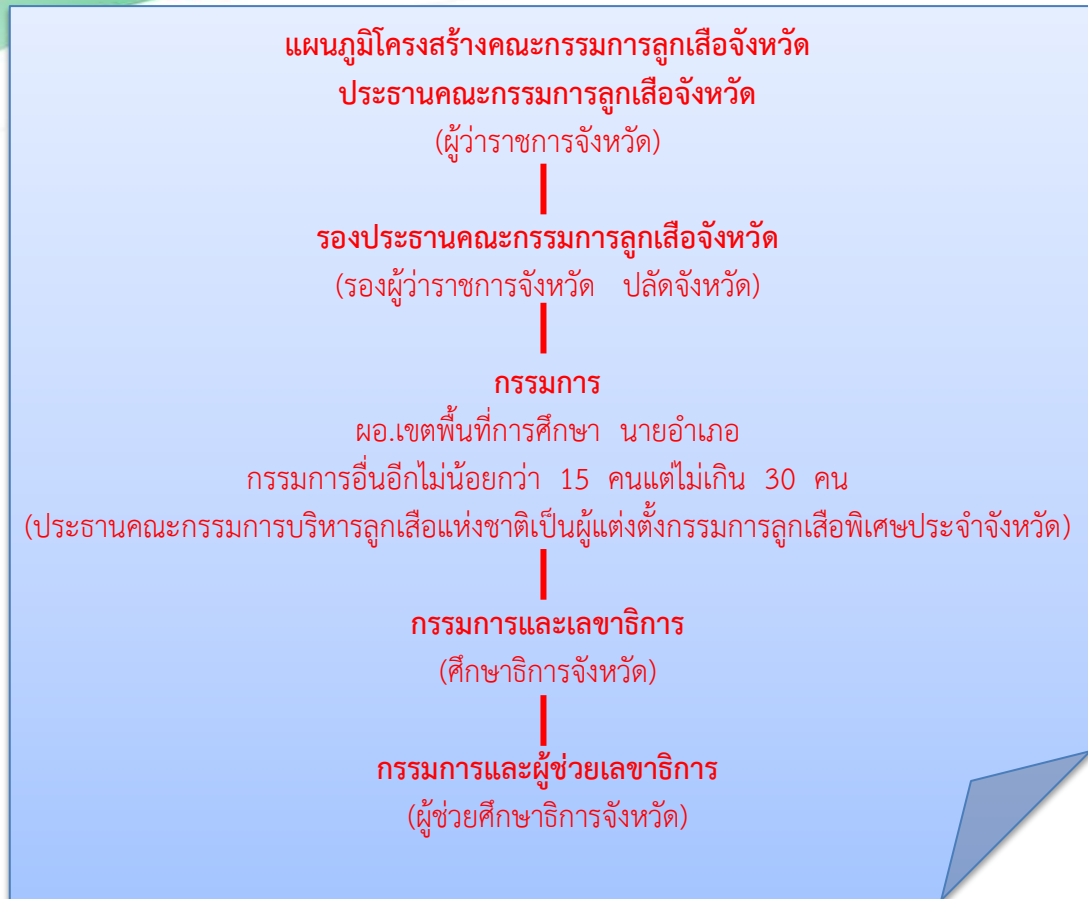 แผนภูมิโครงสร้างคณะกรรมการลูกเสือจังหวัด
ประธานคณะกรรมการลูกเสือจังหวัด
(ผู้ว่าราชการจังหวัด)
รองประธานคณะกรรมการลูกเสือจังหวัด
(รองผู้ว่าราชการจังหวัด ปลัดจังหวัด)
กรรมการ
ผอ.เขตพื้นที่การศึกษา นายอำเภอ
กรรมการอื่นอีกไม่น้อยกว่า 15 คนแต่ไม่เกิน 30 คน
(ประธานคณะกรรมการบริหารลูกเสือแห่งชาติเป็นผู้แต่งตั้งกรรมการลูกเสือพิเศษประจำจังหวัด)
กรรมการและเลขาธิการ
(ศึกษาธิการจังหวัด)
กรรมการและผู้ช่วยเลขาธิการ
(ผู้ช่วยศึกษาธิการจังหวัด)